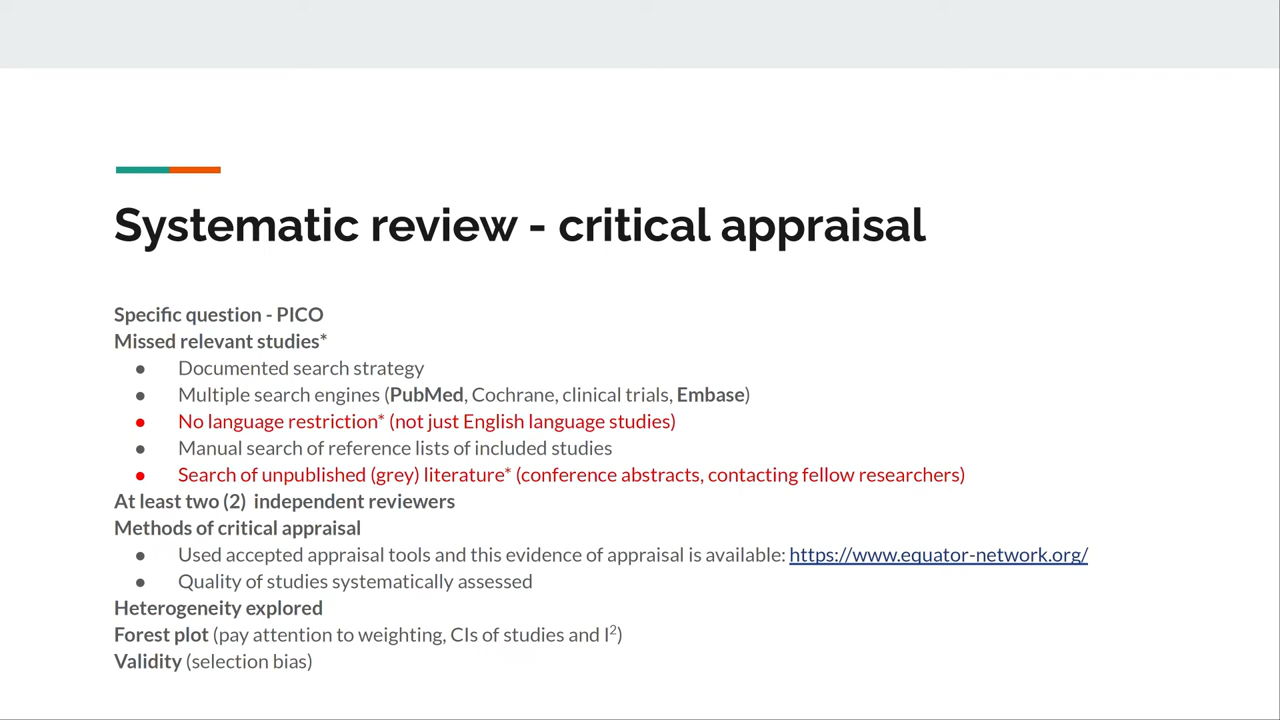 Systematic review - critical appraisal
Specific question - PICO
Missed relevant studies*
● Documented search strategy
● Multiple search engines (PubMed, Cochrane, clinical trials, Embase)
● No language restriction* (not just English language studies)
● Manual search of reference lists of included studies
● Search of unpublished (grey) literature* (conference abstracts, contacting fellow researchers)
At least two (2) independent reviewers
Methods of critical appraisal
● Used accepted appraisal tools and this evidence of appraisal is available: https://www.equator-network.org/
● Quality of studies systematically assessed
Heterogeneity explored
Forest plot (pay attention to weighting, CIs of studies and I²)
Validity (selection bias)